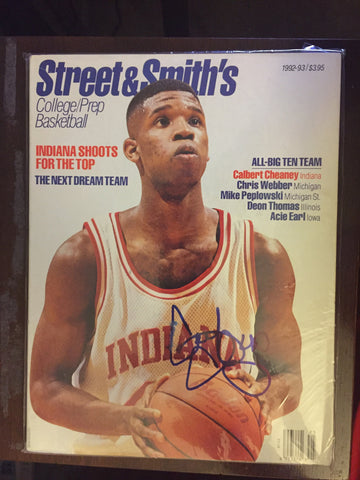 Street&Smith's
1992-93/$3.95
College/Prep
Basketball
INDIANA SHOOTS
FOR THE TOP
THE NEXT DREAM TEAM
ALL-BIG TEN TEAM
Calbert Cheaney Indiana
Chris Webber Michigan
Mike Peplowski Michigan St.
Deon Thomas Illinois
Acie Earl Iowa
INDIANA